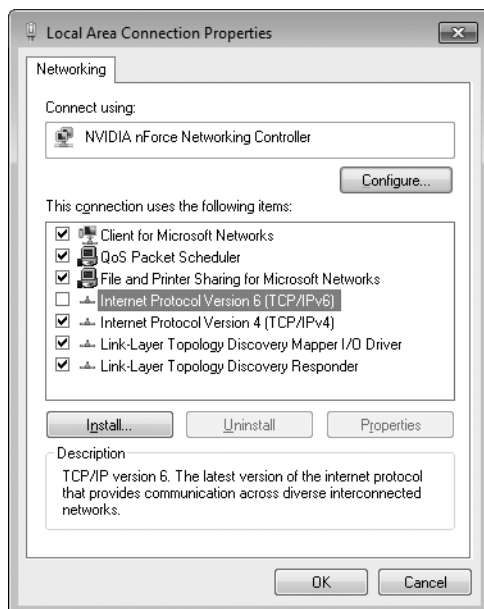 Local Area Connection Properties
Networking
Connect using:
NVIDIA nForce Networking Controller
Configure...
This connection uses the following items:
Client for Microsoft Networks
QoS Packet Scheduler
File and Printer Sharing for Microsoft Networks
Internet Protocol Version 6 (TCP/IPv6)
Internet Protocol Version 4 (TCP/IPv4)
Link-Layer Topology Discovery Mapper I/O Driver
Link-Layer Topology Discovery Responder
Install...
Uninstall
Properties
Description
TCP/IP version 6. The latest version of the internet protocol
that provides communication across diverse interconnected
networks.
OK
Cancel